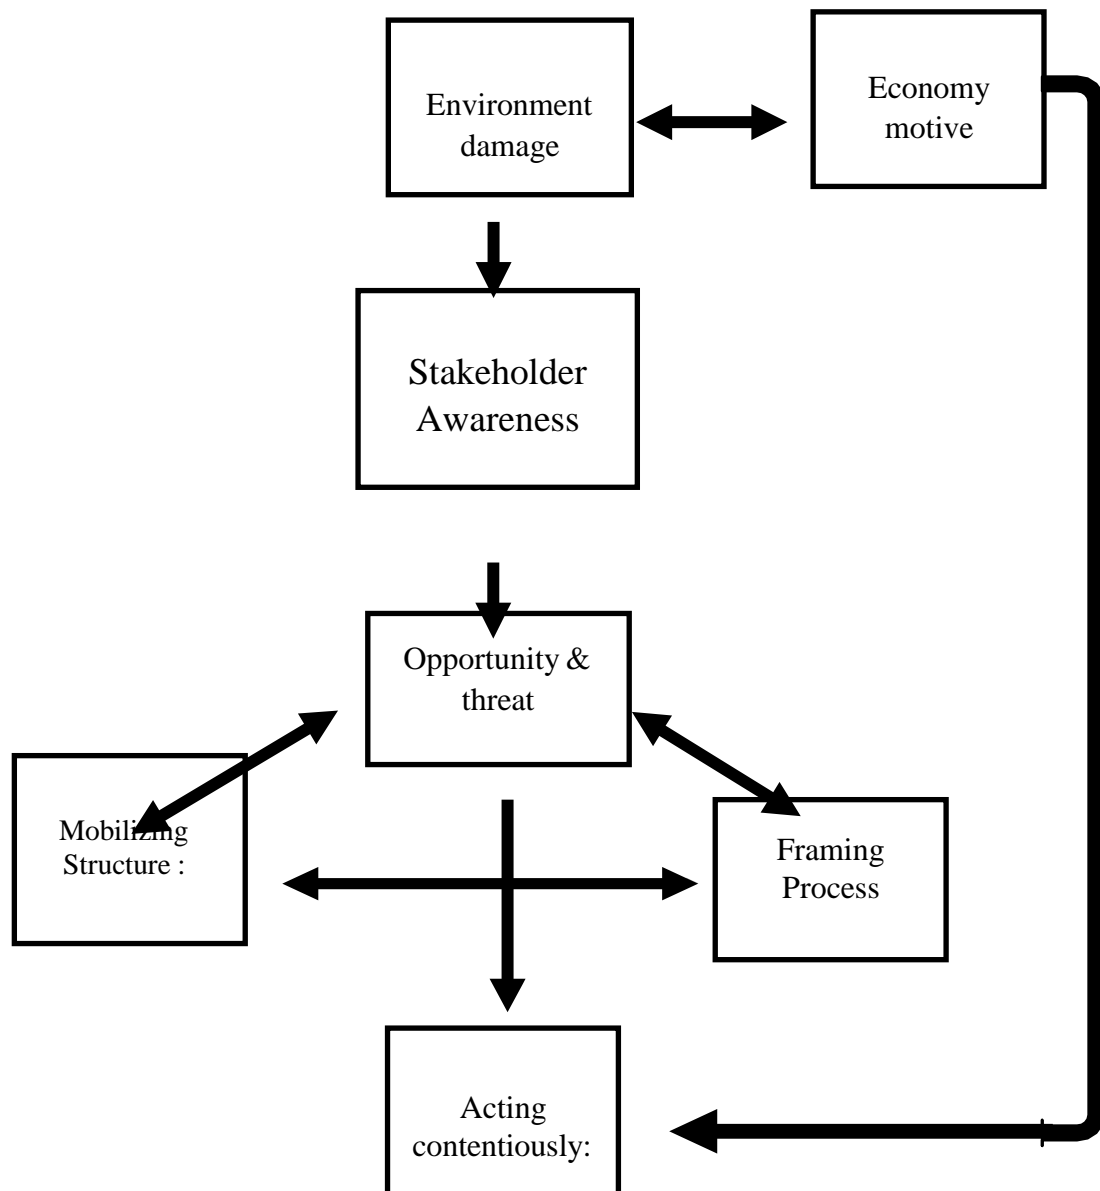 Environment
damage
Economy
motive
Stakeholder
Awareness
Opportunity &
threat
Mobilizing
Structure :
Framing
Process
Acting
contentiously: